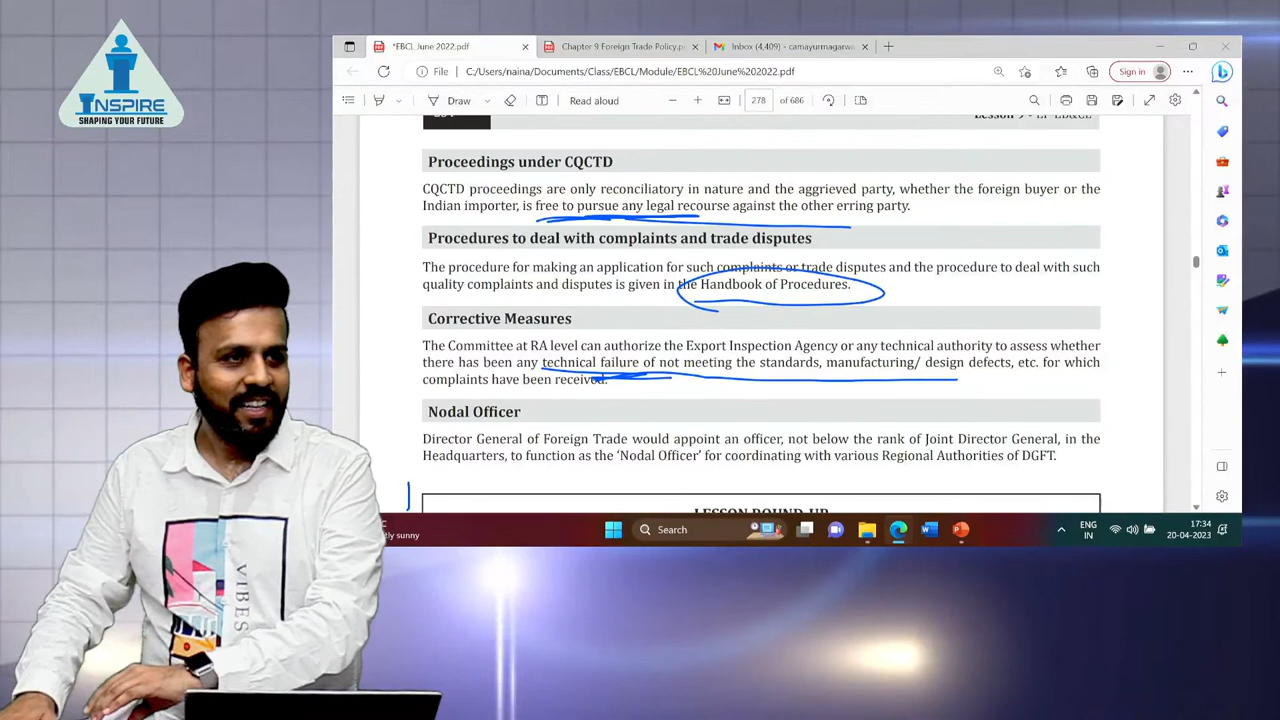 INSPIRE
SHAPING YOUR FUTURE
*EBCL June 2022.pdf
Chapter 9 Foreign Trade Policy.p
Inbox (4,409) - camayurmagarwa
File
C:/Users/naina/Documents/Class/EBCL/Module/EBCL%20June%202022.pdf
Sign in
Draw
Read aloud
278
of 686
Proceedings under CQCTD
CQCTD proceedings are only reconciliatory in nature and the aggrieved party, whether the foreign buyer or the
Indian importer, is free to pursue any legal recourse against the other erring party.
Procedures to deal with complaints and trade disputes
The procedure for making an application for such complaints or trade disputes and the procedure to deal with such
quality complaints and disputes is given in the Handbook of Procedures.
Corrective Measures
The Committee at RA level can authorize the Export Inspection Agency or any technical authority to assess whether
there has been any technical failure of not meeting the standards, manufacturing/ design defects, etc. for which
complaints have been received.
Nodal Officer
Director General of Foreign Trade would appoint an officer, not below the rank of Joint Director General, in the
Headquarters, to function as the 'Nodal Officer' for coordinating with various Regional Authorities of DGFT.
LESSON ROUND-UP
VIBES
Search
ENG
IN
17:34
20-04-2023